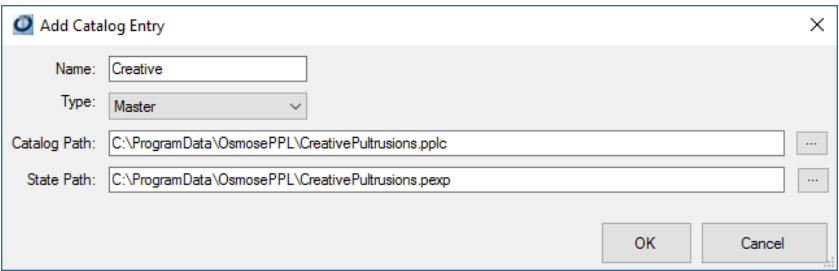 Add Catalog Entry
Name: Creative
Type: Master
Catalog Path: C:\ProgramData\OsmosePPL\CreativePultrusions.pplc ...
State Path: C:\ProgramData\OsmosePPL\CreativePultrusions.pexp ...
OK Cancel